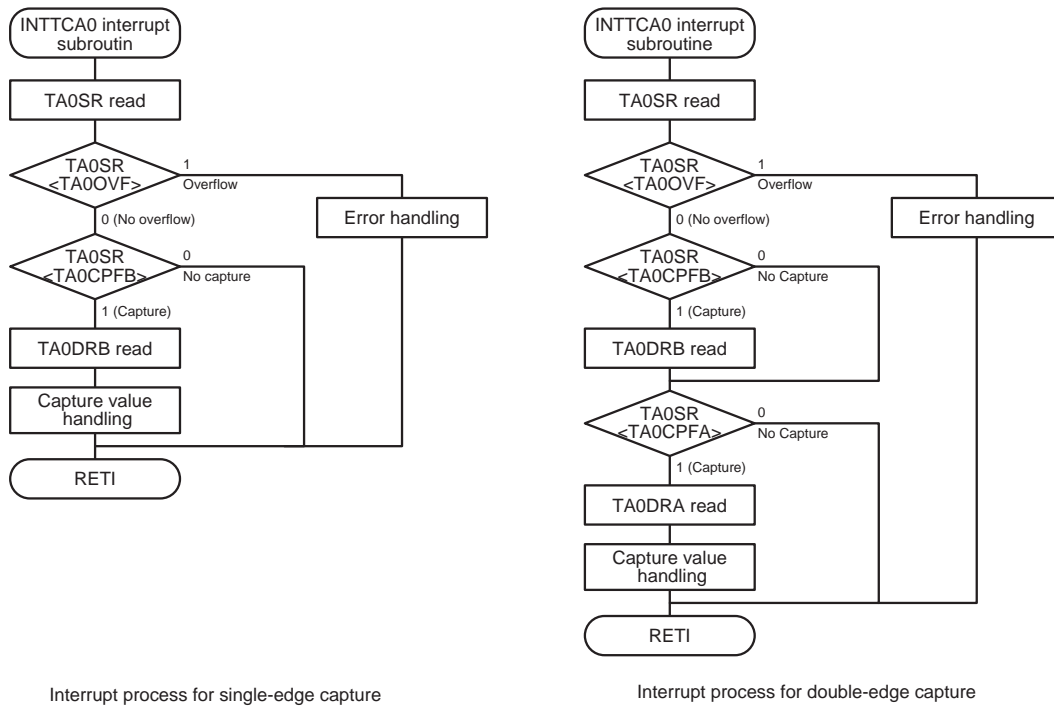 INTTCA0 interrupt
subroutin
TA0SR read
TA0SR
<TA0OVF>
1
Overflow
0 (No overflow)
Error handling
TA0SR
<TA0CPFB>
0
No capture
1 (Capture)
TA0DRB read
Capture value
handling
RETI
Interrupt process for single-edge capture
INTTCA0 interrupt
subroutine
TA0SR read
TA0SR
<TA0OVF>
1
Overflow
0 (No overflow)
Error handling
TA0SR
<TA0CPFB>
0
No capture
1 (Capture)
TA0DRB read
TA0SR
<TA0CPFA>
0
No Capture
1 (Capture)
TA0DRA read
Capture value
handling
RETI
Interrupt process for double-edge capture